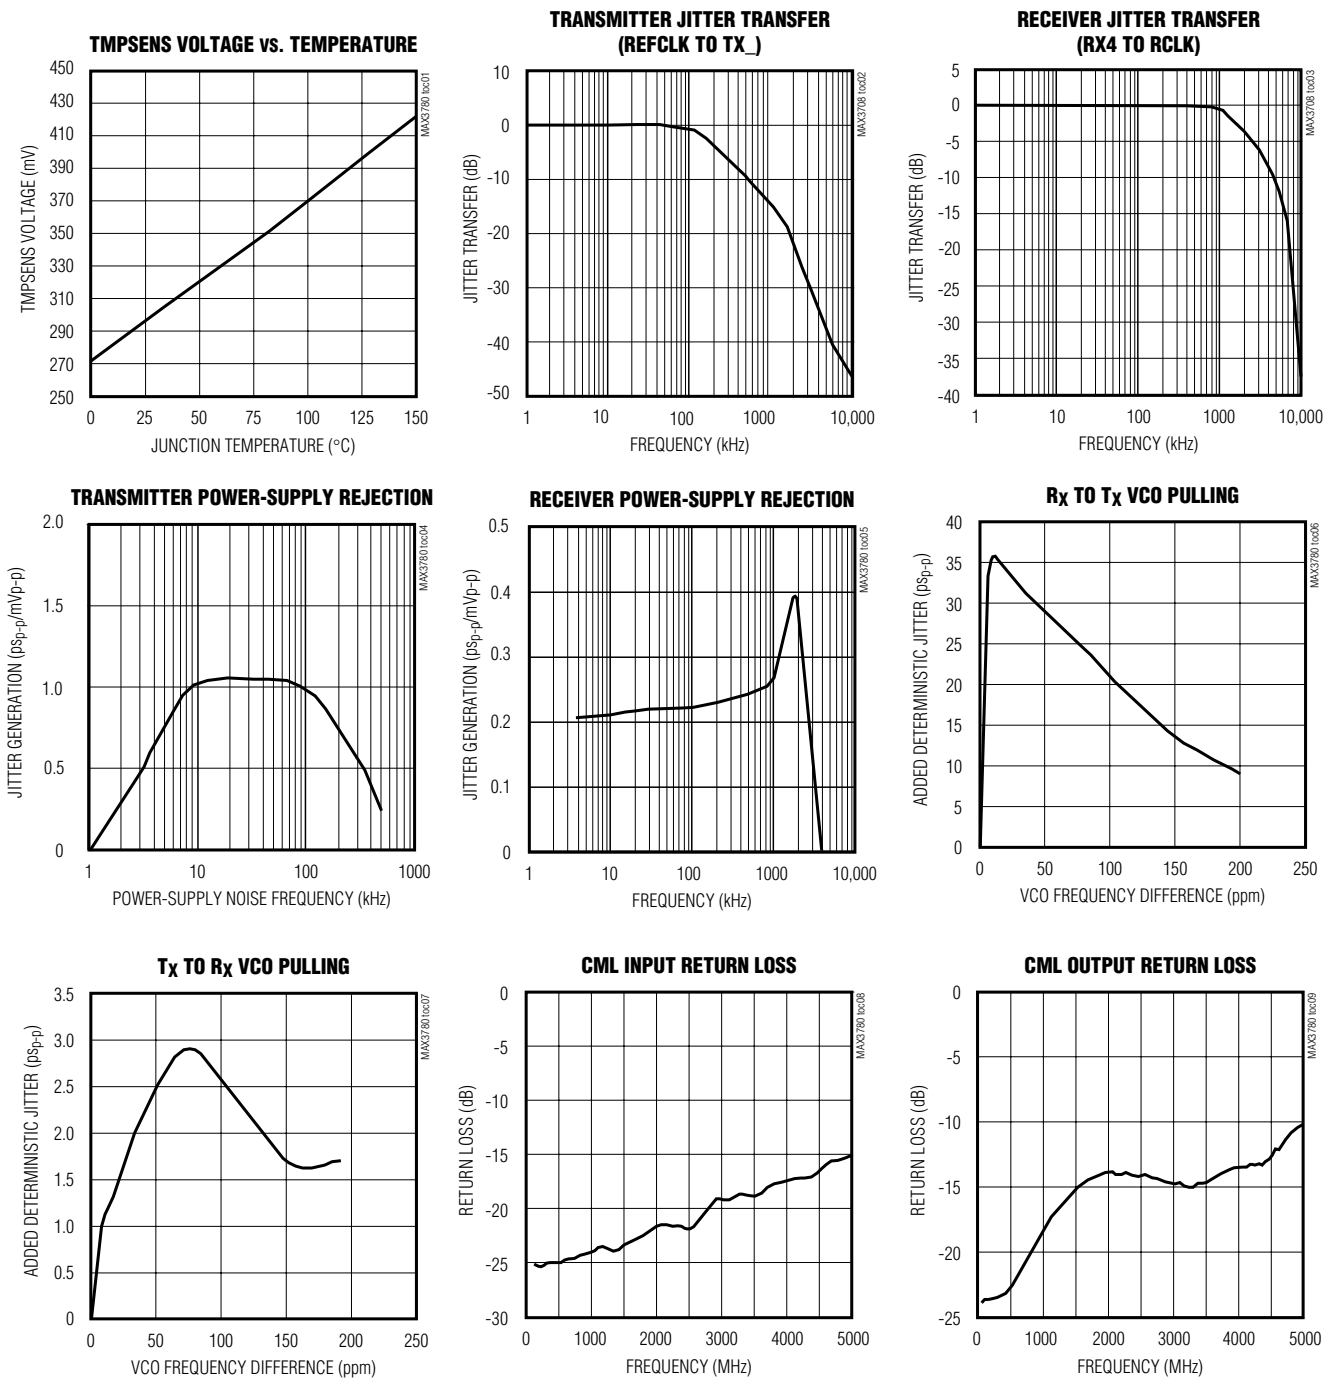 TMPSENS VOLTAGE vs. TEMPERATURE
450
430
410
390
370
350
330
310
290
270
250
TMPSENS VOLTAGE (mV)
0 25 50 75 100 125 150
JUNCTION TEMPERATURE (°C)
MAX3780 toc01
TRANSMITTER JITTER TRANSFER
(REFCLK TO TX_)
10
0
-10
-20
-30
-40
-50
JITTER TRANSFER (dB)
1 10 100 1000 10,000
FREQUENCY (kHz)
MAX3708 toc02
RECEIVER JITTER TRANSFER
(RX4 TO RCLK)
5
0
-5
-10
-15
-20
-25
-30
-35
-40
JITTER TRANSFER (dB)
1 10 100 1000 10,000
FREQUENCY (kHz)
MAX3708 toc03
TRANSMITTER POWER-SUPPLY REJECTION
2.0
1.5
1.0
0.5
0
JITTER GENERATION (psp-p/mVp-p)
1 10 100 1000
POWER-SUPPLY NOISE FREQUENCY (kHz)
MAX3780 toc04
RECEIVER POWER-SUPPLY REJECTION
0.5
0.4
0.3
0.2
0.1
0
JITTER GENERATION (psp-p/mVp-p)
1 10 100 1000 10,000
FREQUENCY (kHz)
MAX3780 toc05
RX TO TX VCO PULLING
40
35
30
25
20
15
10
5
0
ADDED DETERMINISTIC JITTER (psp-p)
0 50 100 150 200 250
VCO FREQUENCY DIFFERENCE (ppm)
MAX3780 toc06
TX TO RX VCO PULLING
3.5
3.0
2.5
2.0
1.5
1.0
0.5
0
ADDED DETERMINISTIC JITTER (psp-p)
0 50 100 150 200 250
VCO FREQUENCY DIFFERENCE (ppm)
MAX3780 toc07
CML INPUT RETURN LOSS
0
-5
-10
-15
-20
-25
-30
RETURN LOSS (dB)
0 1000 2000 3000 4000 5000
FREQUENCY (MHz)
MAX3780 toc08
CML OUTPUT RETURN LOSS
0
-5
-10
-15
-20
-25
RETURN LOSS (dB)
0 1000 2000 3000 4000 5000
FREQUENCY (MHz)
MAX3780 toc09